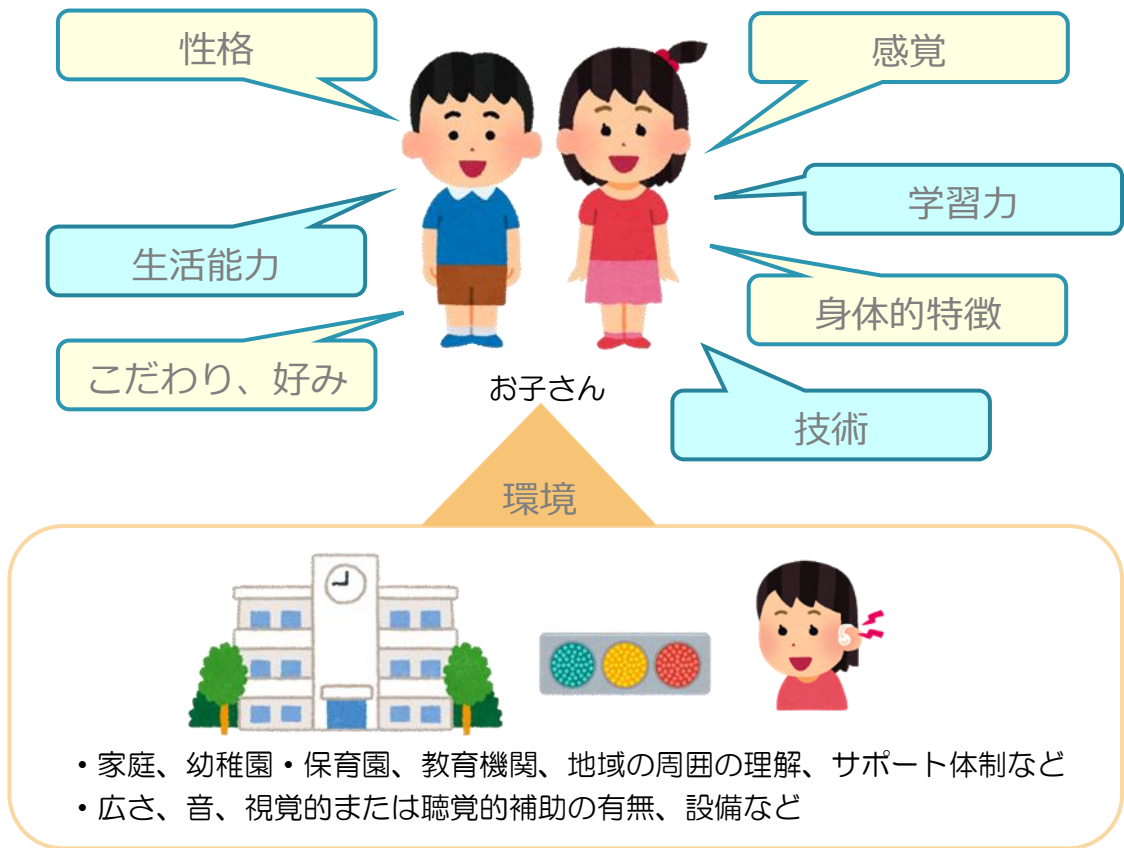 性格
感覚
学習力
生活能力
身体的特徴
こだわり、好み
お子さん
技術
環境
・家庭、幼稚園・保育園、教育機関、地域の周囲の理解、サポート体制など
・広さ、音、視覚的または聴覚的補助の有無、設備など